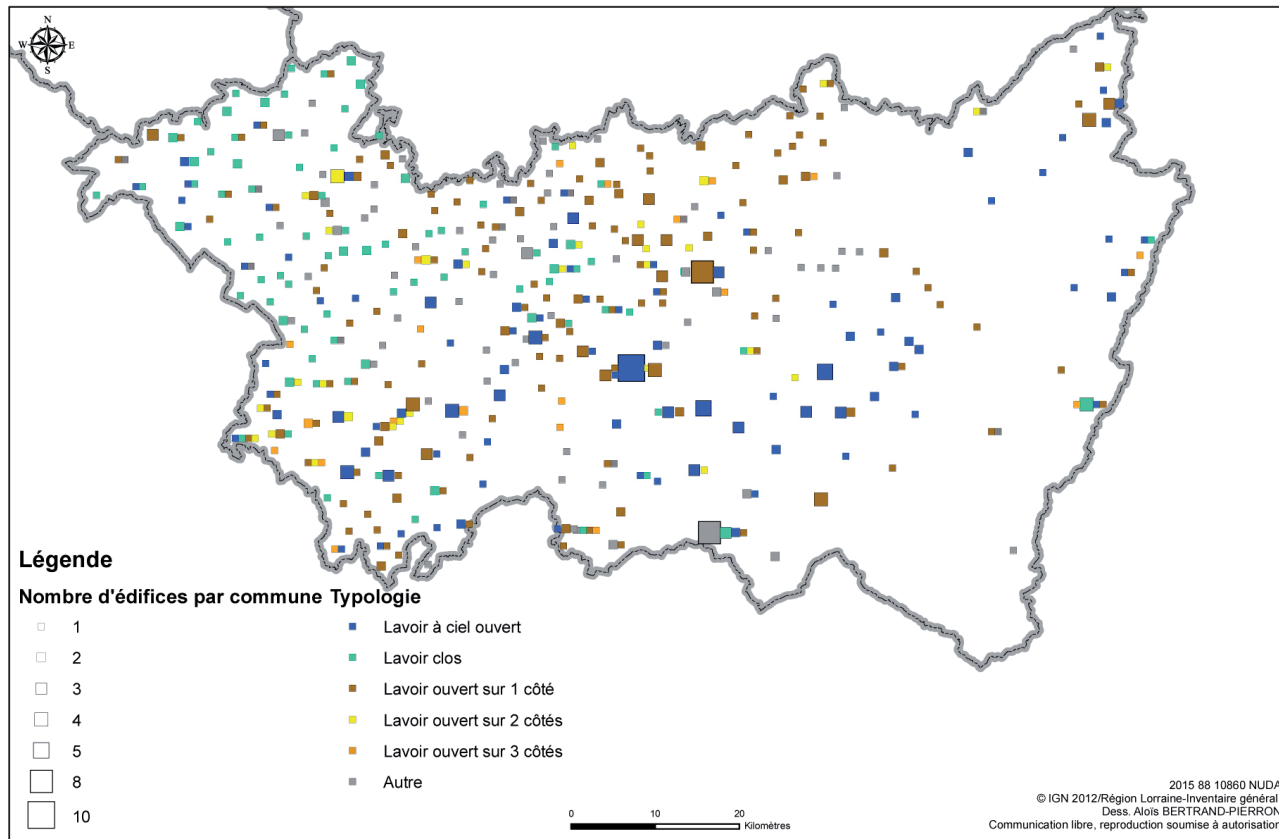 N
W E
S
Légende
Nombre d'édifices par commune Typologie
1 Lavoir à ciel ouvert
2 Lavoir clos
3 Lavoir ouvert sur 1 côté
4 Lavoir ouvert sur 2 côtés
5 Lavoir ouvert sur 3 côtés
8 Autre
10
0 10 20
Kilomètres
2015 88 10860 NUDA
© IGN 2012/Région Lorraine-Inventaire général
Dess. Aloïs BERTRAND-PIERRON
Communication libre, reproduction soumise à autorisation